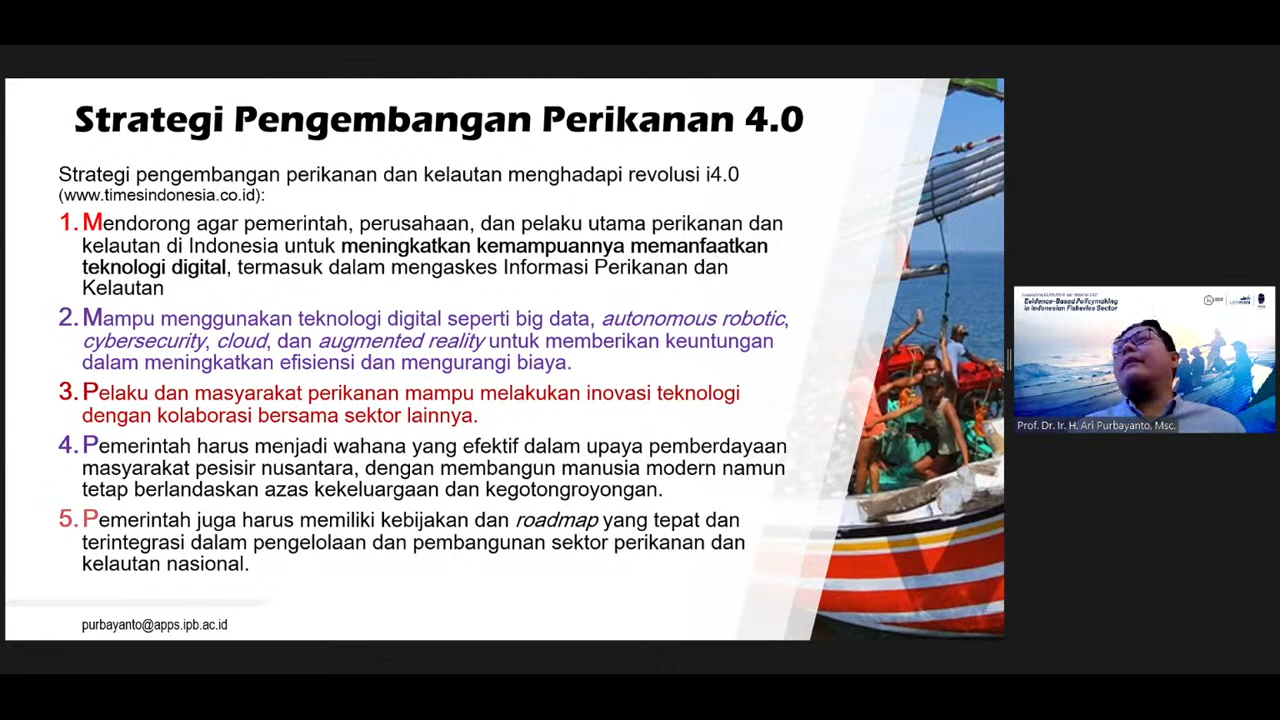 Strategi Pengembangan Perikanan 4.0
Strategi pengembangan perikanan dan kelautan menghadapi revolusi i4.0
(www.timesindonesia.co.id):
1. Mendorong agar pemerintah, perusahaan, dan pelaku utama perikanan dan
kelautan di Indonesia untuk meningkatkan kemampuannya memanfaatkan
teknologi digital, termasuk dalam mengaskes Informasi Perikanan dan
Kelautan
2. Mampu menggunakan teknologi digital seperti big data, autonomous robotic,
cybersecurity, cloud, dan augmented reality untuk memberikan keuntungan
dalam meningkatkan efisiensi dan mengurangi biaya.
3. Pelaku dan masyarakat perikanan mampu melakukan inovasi teknologi
dengan kolaborasi bersama sektor lainnya.
4. Pemerintah harus menjadi wahana yang efektif dalam upaya pemberdayaan
masyarakat pesisir nusantara, dengan membangun manusia modern namun
tetap berlandaskan azas kekeluargaan dan kegotongroyongan.
5. Pemerintah juga harus memiliki kebijakan dan roadmap yang tepat dan
terintegrasi dalam pengelolaan dan pembangunan sektor perikanan dan
kelautan nasional.
purbayanto@apps.ipb.ac.id
Evidence-Based Policymaking
in Indonesian Fisheries Sector
Prof. Dr. Ir. H. Ari Purbayanto, Msc.